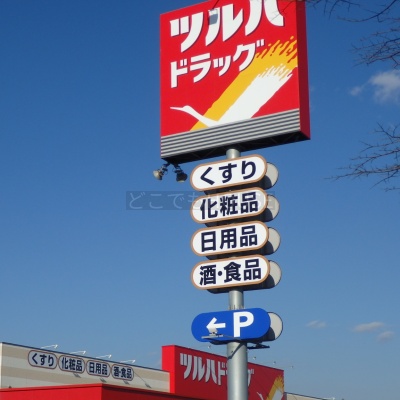 ツルハ
ドラッグ
くすり
化粧品
日用品
酒・食品
← P
くすり 化粧品 日用品 酒・食品
ツルハドラッグ